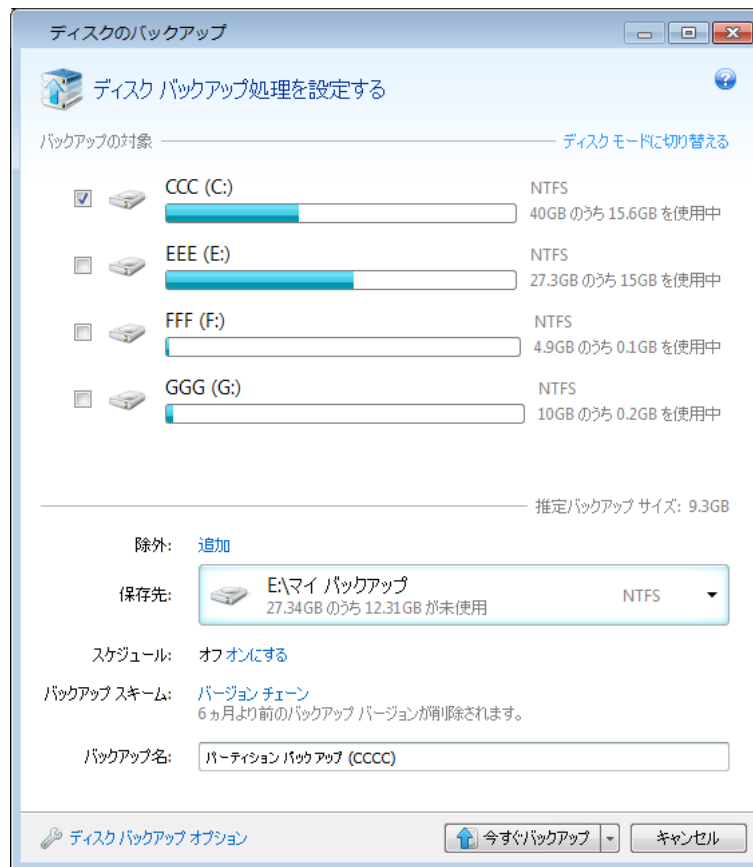 ディスクのバックアップ
ディスク バックアップ処理を設定する
バックアップの対象 ディスク モードに切り替える
CCC (C:) NTFS
40GB のうち 15.6GB を使用中
EEE (E:) NTFS
27.3GB のうち 15GB を使用中
FFF (F:) NTFS
4.9GB のうち 0.1GB を使用中
GGG (G:) NTFS
10GB のうち 0.2GB を使用中
推定バックアップ サイズ: 9.3GB
除外: 追加
保存先: E:\マイ バックアップ NTFS
27.34GB のうち 12.31GB が未使用
スケジュール: オフ オンにする
バックアップ スキーム: バージョン チェーン
6 ヵ月より前のバックアップ バージョンが削除されます。
バックアップ名: パーティション バックアップ (CCCC)
ディスク バックアップ オプション 今すぐバックアップ キャンセル